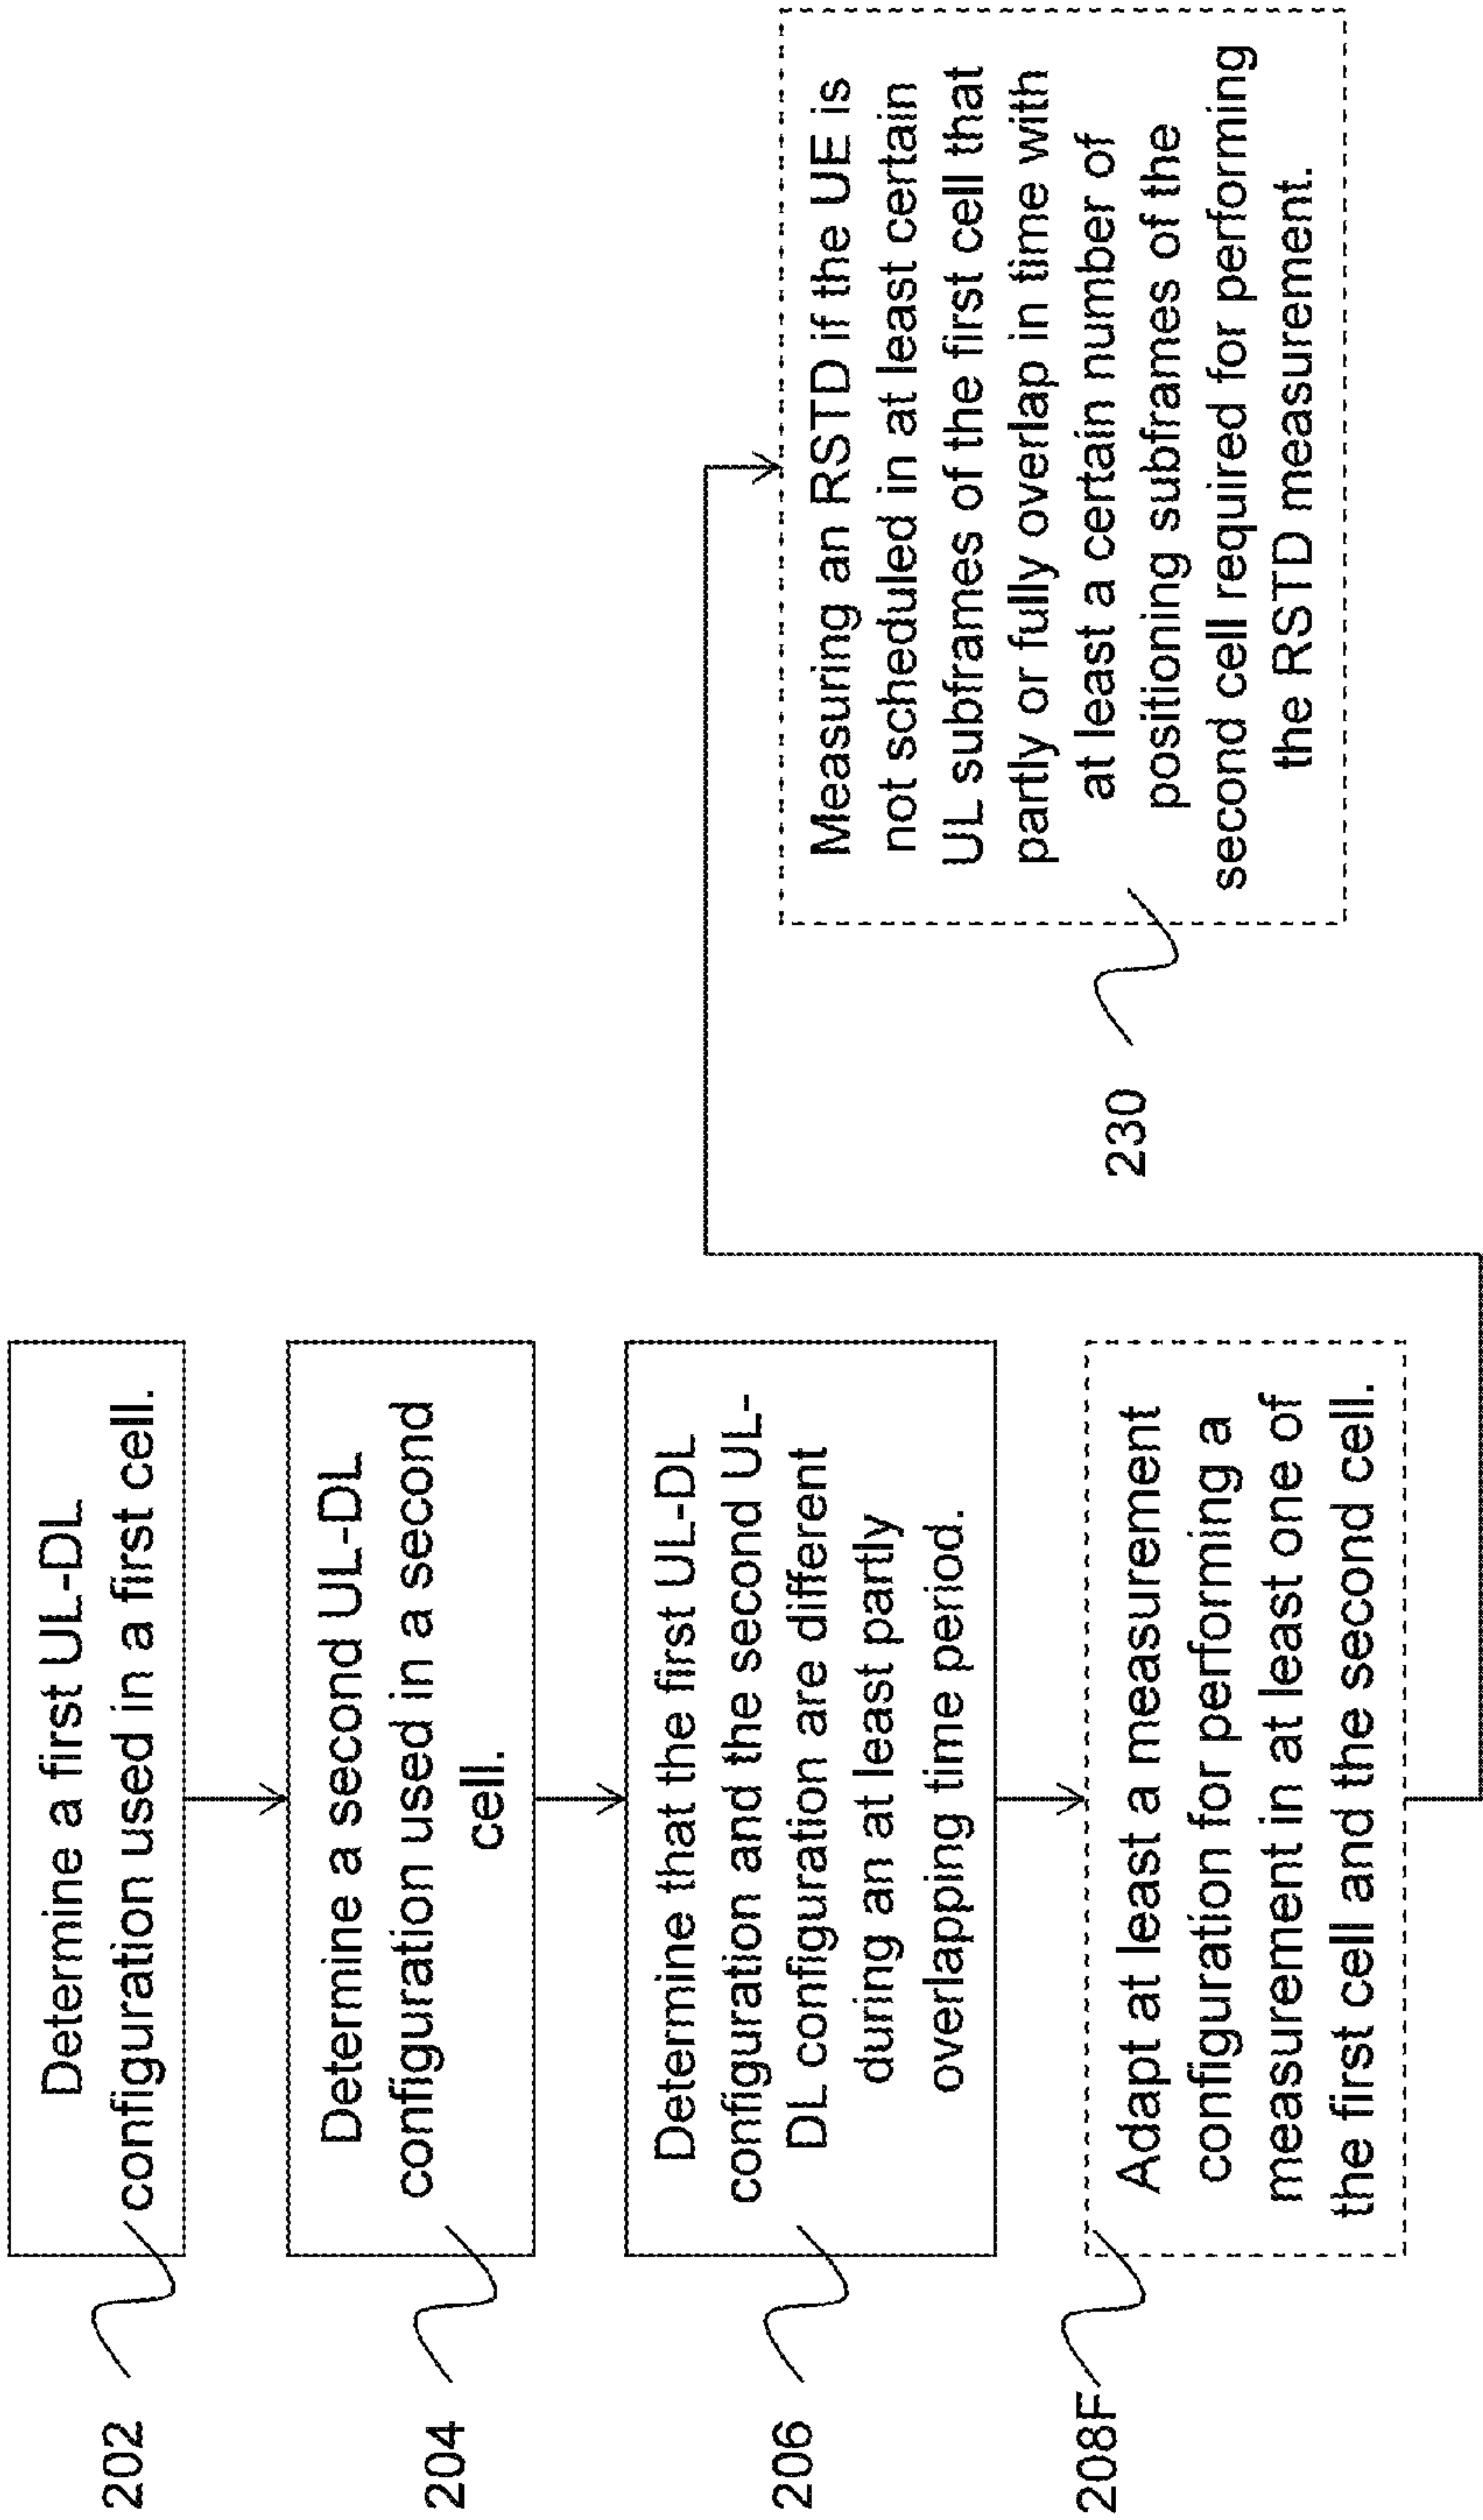 202
Determine a first UL-DL
configuration used in a first cell.
204
Determine a second UL-DL
configuration used in a second
cell.
206
Determine that the first UL-DL
configuration and the second UL-
DL configuration are different
during an at least partly
overlapping time period.
208F
Adapt at least a measurement
configuration for performing a
measurement in at least one of
the first cell and the second cell.
230
Measuring an RSTD if the UE is
not scheduled in at least certain
UL subframes of the first cell that
partly or fully overlap in time with
at least a certain number of
positioning subframes of the
second cell required for performing
the RSTD measurement.